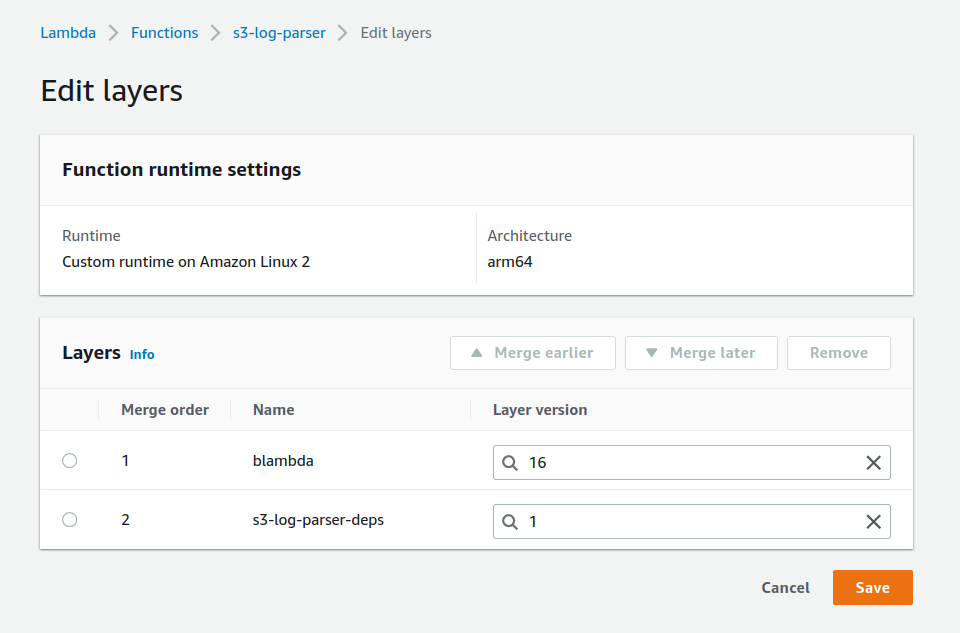 Lambda > Functions > s3-log-parser > Edit layers
Edit layers
Function runtime settings
Runtime Architecture
Custom runtime on Amazon Linux 2 arm64
Layers Info Merge earlier Merge later Remove
Merge order Name Layer version
1 blambda 16
2 s3-log-parser-deps 1
Cancel Save